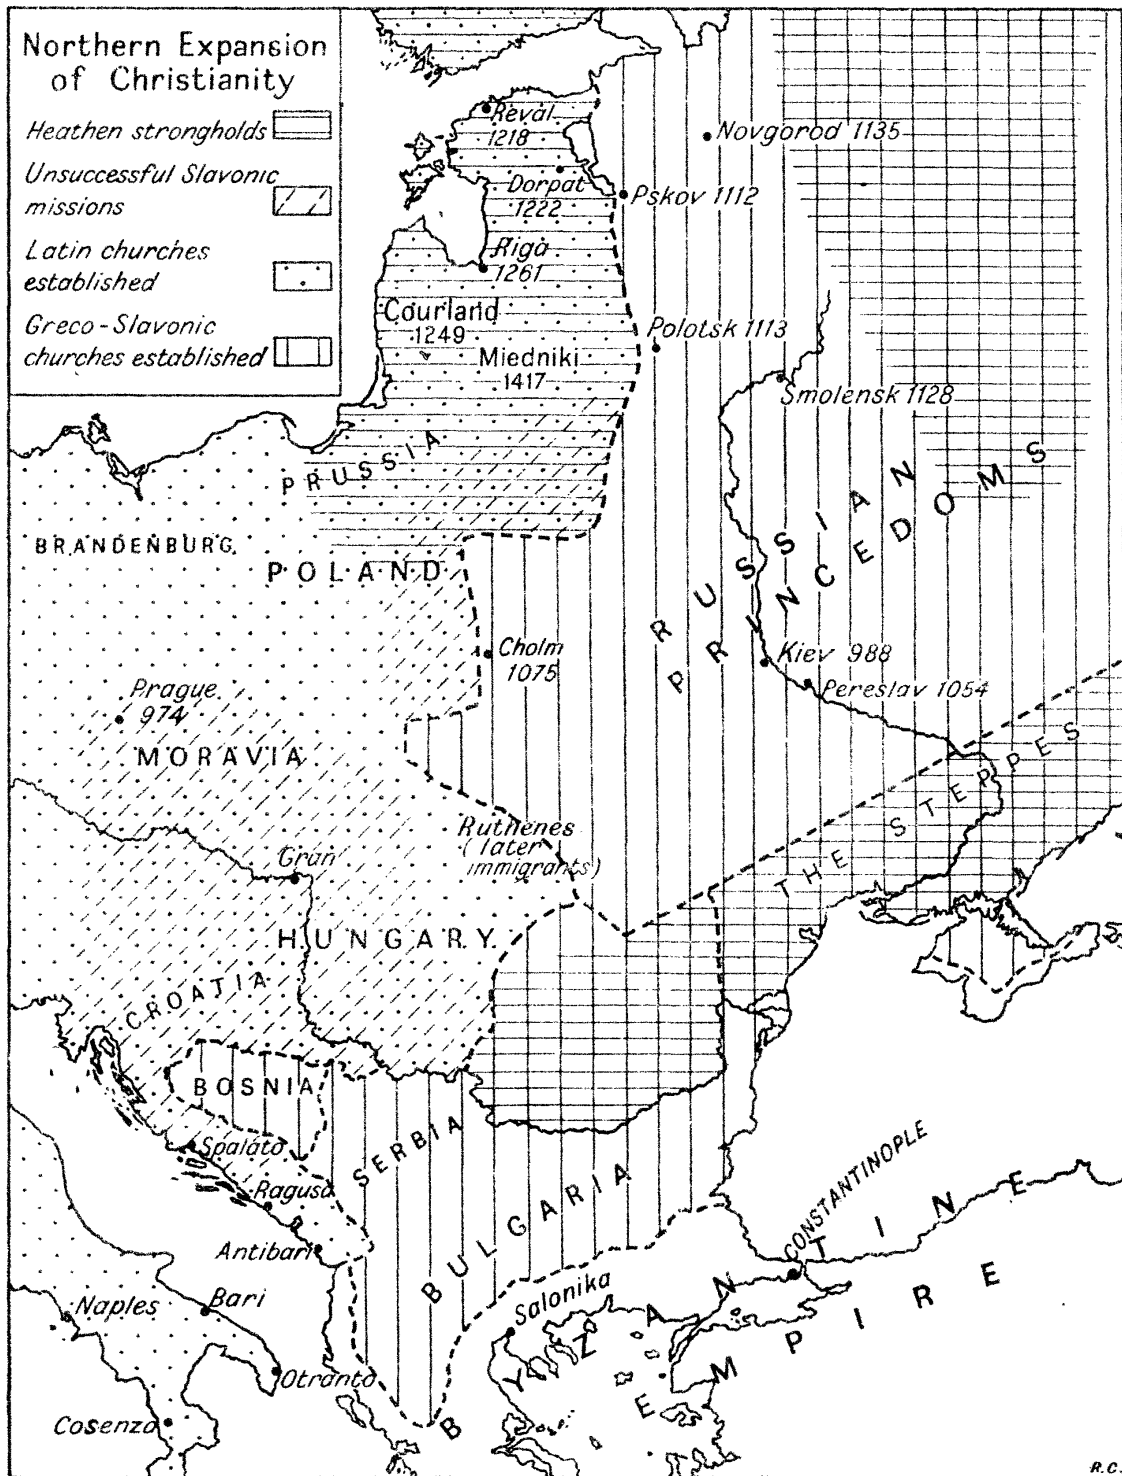 Northern Expansion
of Christianity
Heathen strongholds
Unsuccessful Slavonic
missions
Latin churches
established
Greco-Slavonic
churches established
Reval
1218
Novgorod 1135
Dorpat
1222
Pskov 1112
Riga
1261
Courland
1249
Polotsk 1113
Miedniki
1417
Smolensk 1128
PRUSSIA
BRANDENBURG
POLAND
RUSSIAN
PRINCEDOMS
Cholm
1075
Kiev 988
Pereslav 1054
Prague
974
MORAVIA
THE STEPPES
Ruthenes
(later
immigrants)
Gran
HUNGARY
CROATIA
BOSNIA
SERBIA
Spalato
Ragusa
BULGARIA
Antibari
CONSTANTINOPLE
Salonika
BYZANTINE
EMPIRE
Naples
Bari
Otranto
Cosenza
R.C.